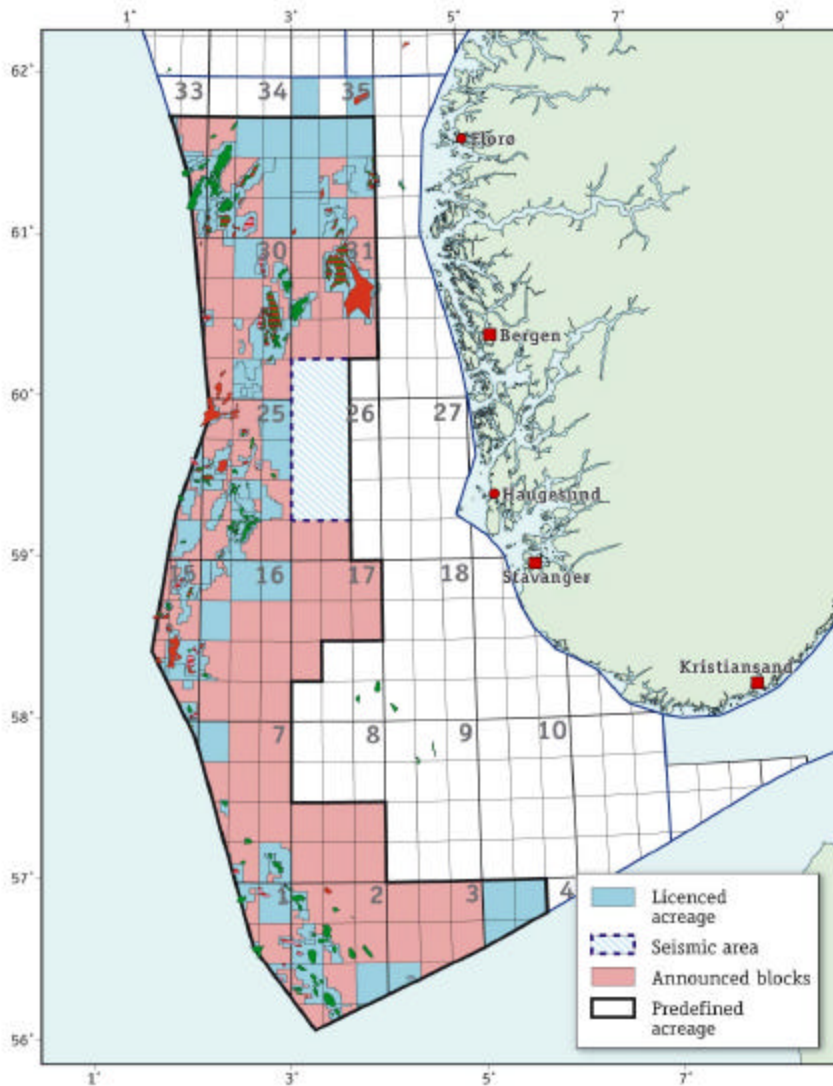 1° 3° 5° 7° 9°
62°
33 34 35
Florø
61°
30 31
Bergen
60°
25 26 27
Haugesund
59°
15 16 17 18
Stavanger
Kristiansand
58°
7 8 9 10
57°
1 2 3 4
Licenced
acreage
Seismic area
Announced blocks
Predefined
acreage
56°
1° 3° 5° 7°